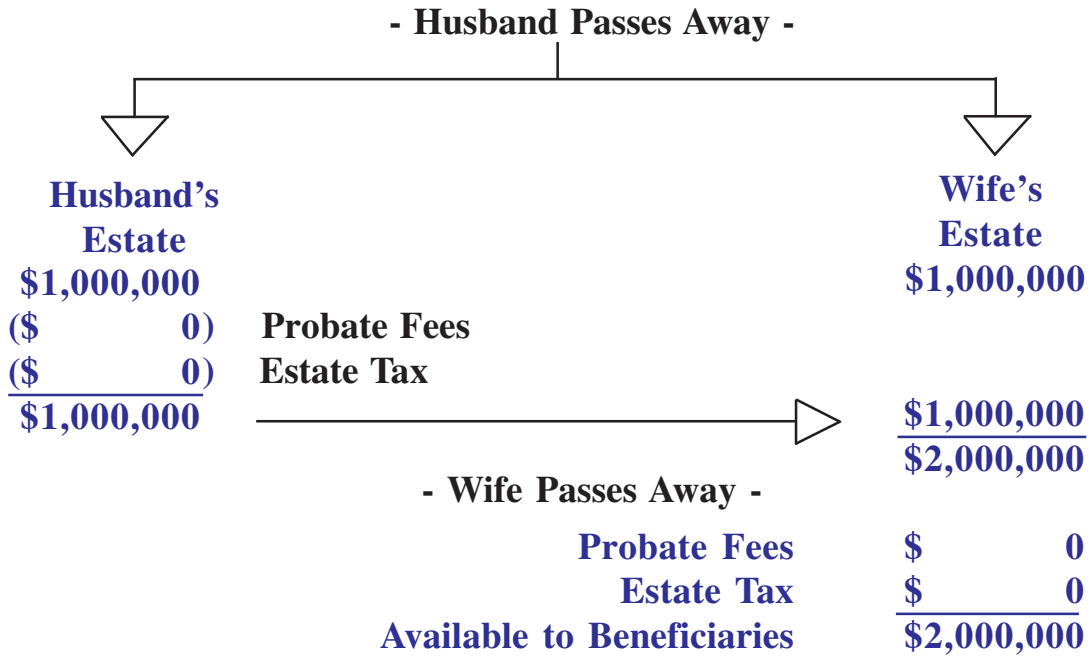 - Husband Passes Away -
Husband's
Estate
$1,000,000
($ 0) Probate Fees
($ 0) Estate Tax
$1,000,000
Wife's
Estate
$1,000,000
$1,000,000
$2,000,000
- Wife Passes Away -
Probate Fees $ 0
Estate Tax $ 0
Available to Beneficiaries $2,000,000